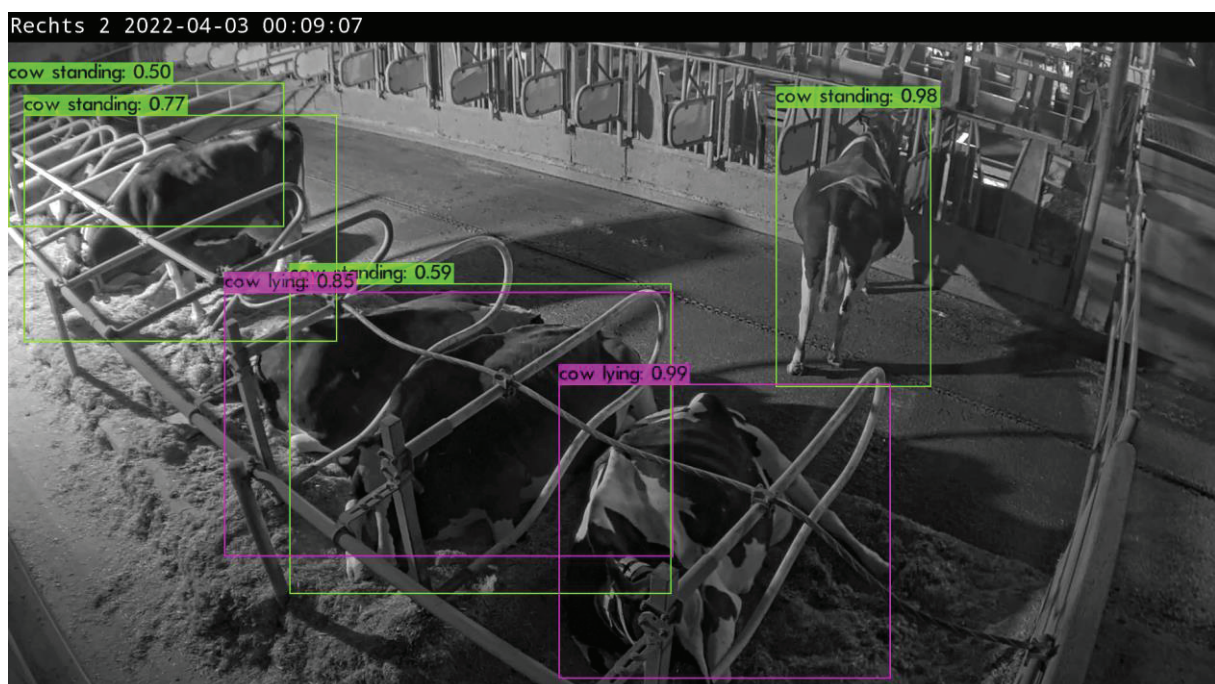 Rechts 2 2022-04-03 00:09:07
cow standing: 0.50
cow standing: 0.77
cow standing: 0.98
cow standing: 0.59
cow lying: 0.85
cow lying: 0.99